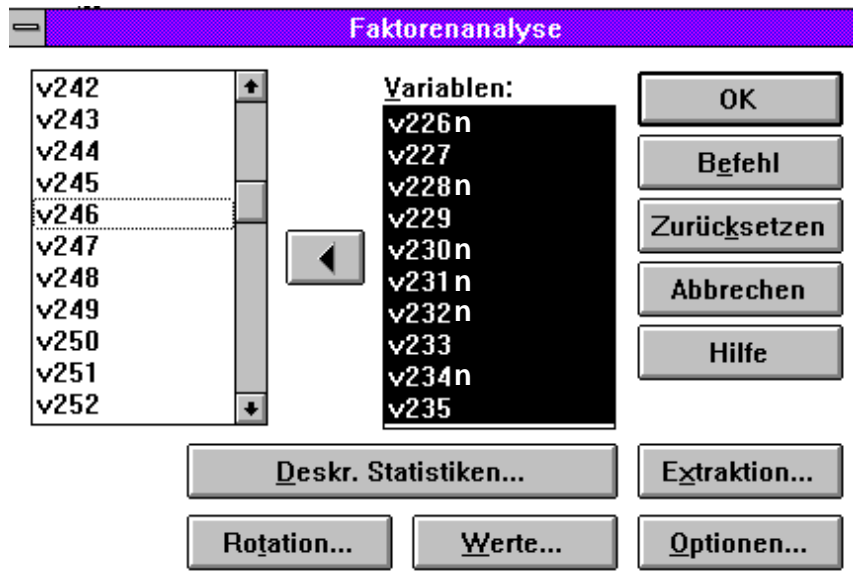 Faktorenanalyse
v242
v243
v244
v245
v246
v247
v248
v249
v250
v251
v252
Variablen:
v226n
v227
v228n
v229
v230n
v231n
v232n
v233
v234n
v235
OK
Befehl
Zurücksetzen
Abbrechen
Hilfe
Deskr. Statistiken...
Extraktion...
Rotation...
Werte...
Optionen...